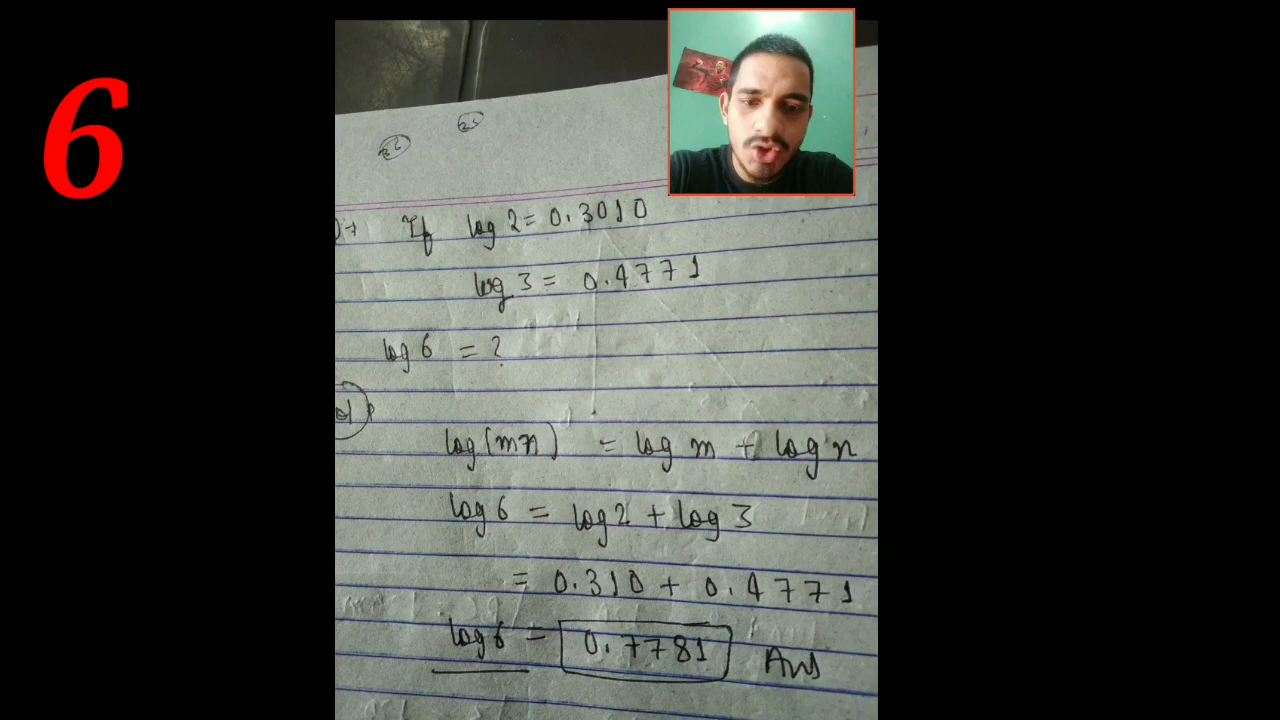 6
25
If log 2 = 0.3010
log 3 = 0.4771
log 6 = ?
log(mn) = log m + log n
log 6 = log 2 + log 3
= 0.310 + 0.4771
log 6 = 0.7781 Ans